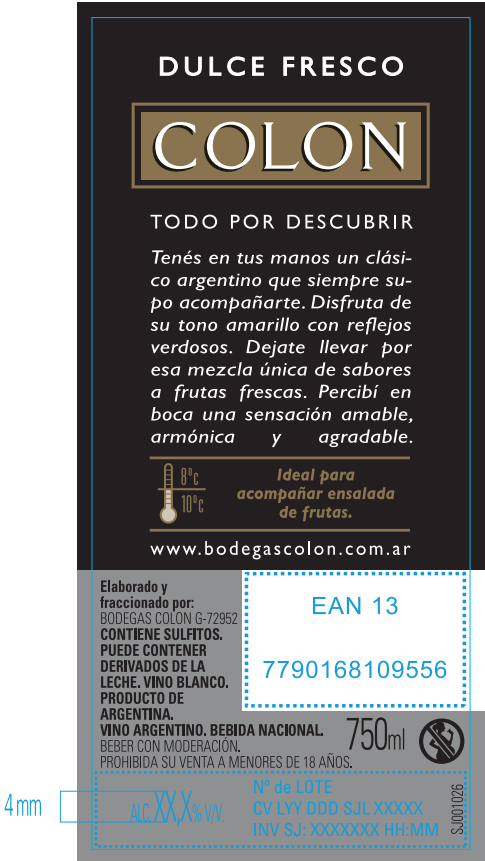 DULCE FRESCO
COLON
TODO POR DESCUBRIR
Tenés en tus manos un clási-
co argentino que siempre su-
po acompañarte. Disfruta de
su tono amarillo con reflejos
verdosos. Dejate llevar por
esa mezcla única de sabores
a frutas frescas. Percibí en
boca una sensación amable,
armónica y agradable.
8ºc
10ºc
Ideal para
acompañar ensalada
de frutas.
www.bodegascolon.com.ar
Elaborado y
fraccionado por:
BODEGAS COLÓN G-72952
CONTIENE SULFITOS.
PUEDE CONTENER
DERIVADOS DE LA
LECHE. VINO BLANCO.
PRODUCTO DE
ARGENTINA.
VINO ARGENTINO. BEBIDA NACIONAL.
BEBER CON MODERACIÓN.
PROHIBIDA SU VENTA A MENORES DE 18 AÑOS.
EAN 13
7790168109556
750ml
4mm
ALC. XX,X% V/V.
Nº de LOTE
CV LYY DDD SJL XXXXX
INV SJ: XXXXXXX HH:MM
SJ001026